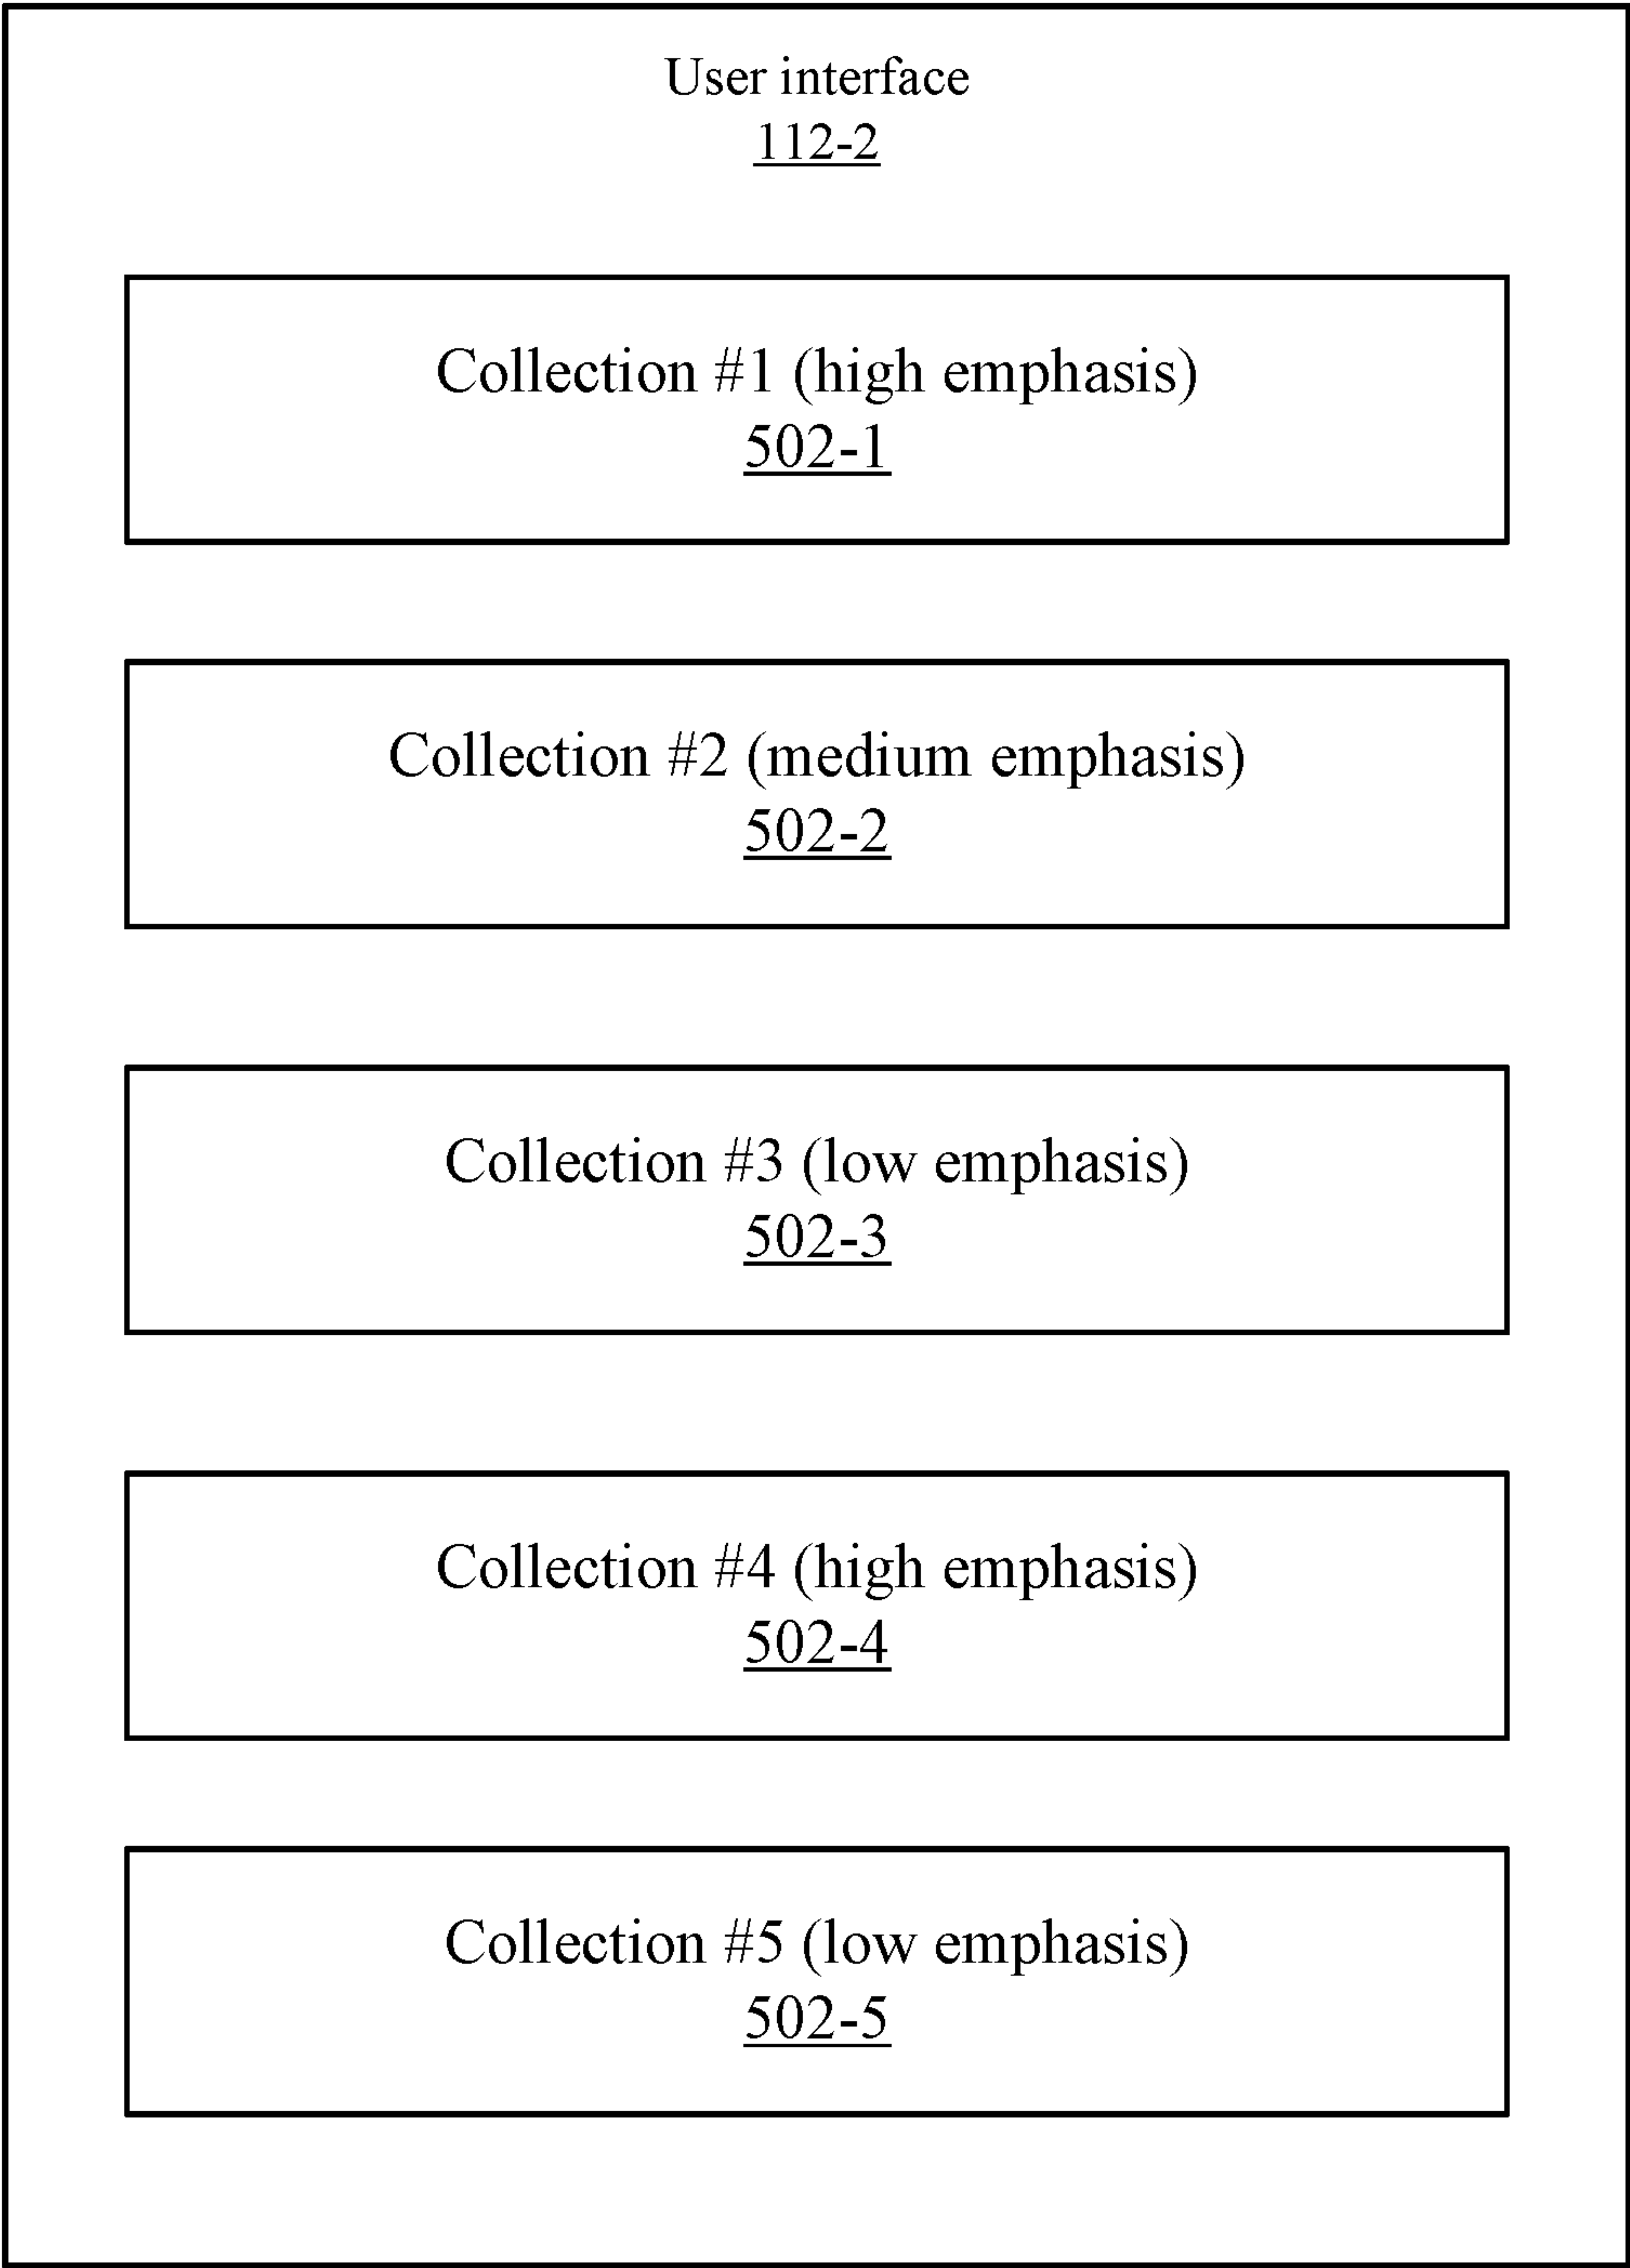 User interface
112-2
Collection #1 (high emphasis)
502-1
Collection #2 (medium emphasis)
502-2
Collection #3 (low emphasis)
502-3
Collection #4 (high emphasis)
502-4
Collection #5 (low emphasis)
502-5